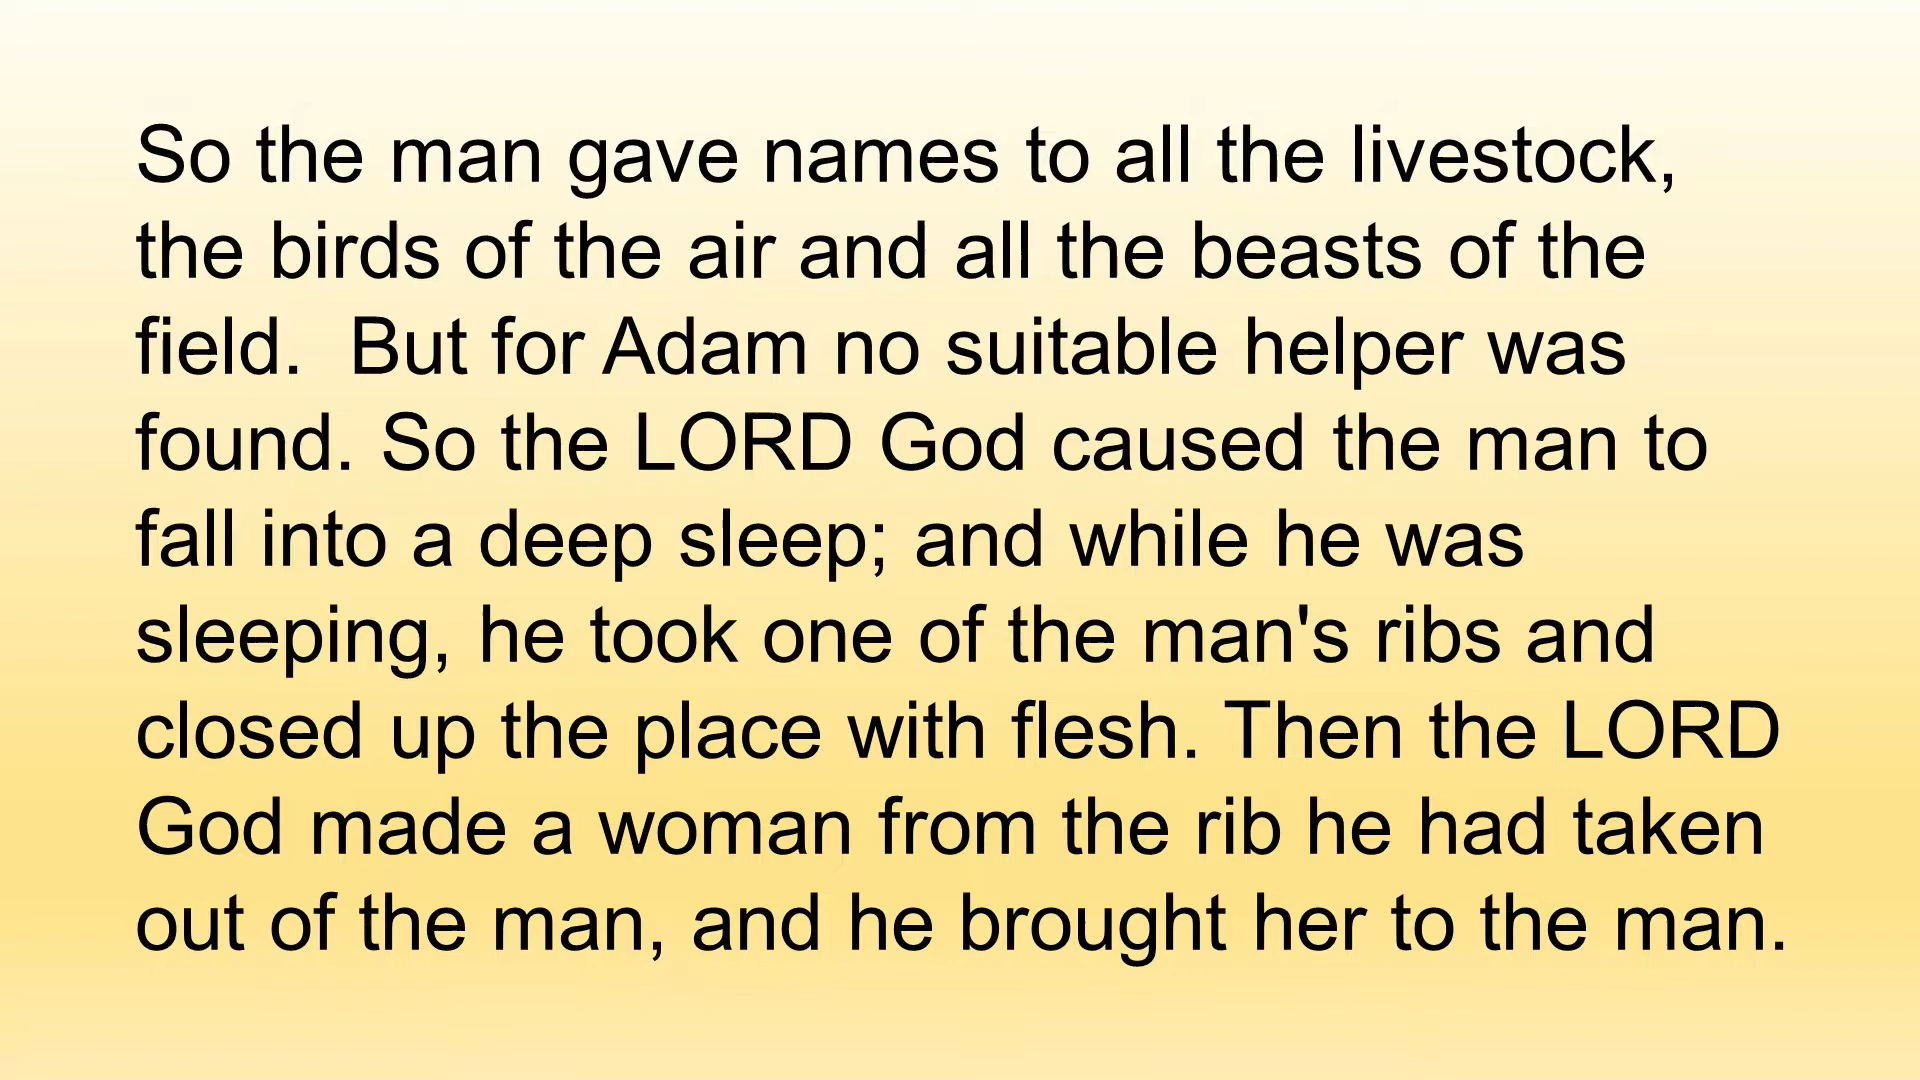 So the man gave names to all the livestock,
the birds of the air and all the beasts of the
field.  But for Adam no suitable helper was
found. So the LORD God caused the man to
fall into a deep sleep; and while he was
sleeping, he took one of the man's ribs and
closed up the place with flesh. Then the LORD
God made a woman from the rib he had taken
out of the man, and he brought her to the man.